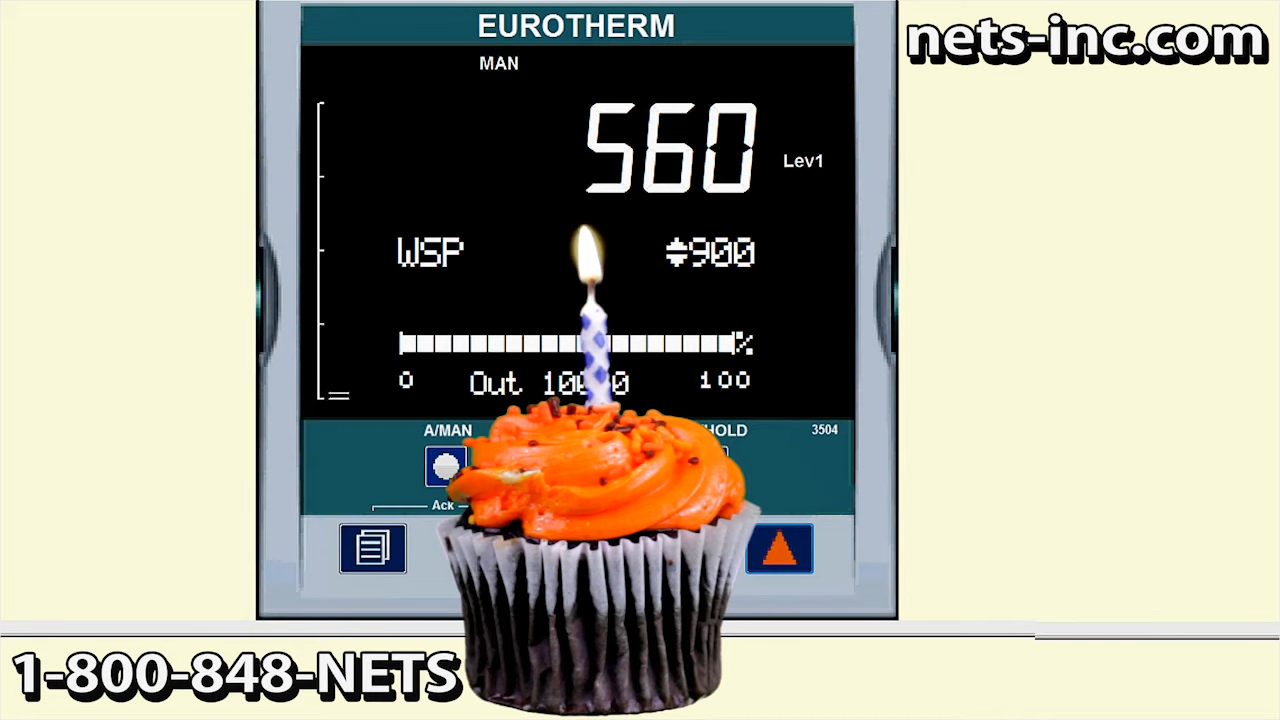 EUROTHERM
nets-inc.com
MAN
560
Lev1
WSP
900
%
0
Out
100
A/MAN
HOLD
3504
Ack
1-800-848-NETS